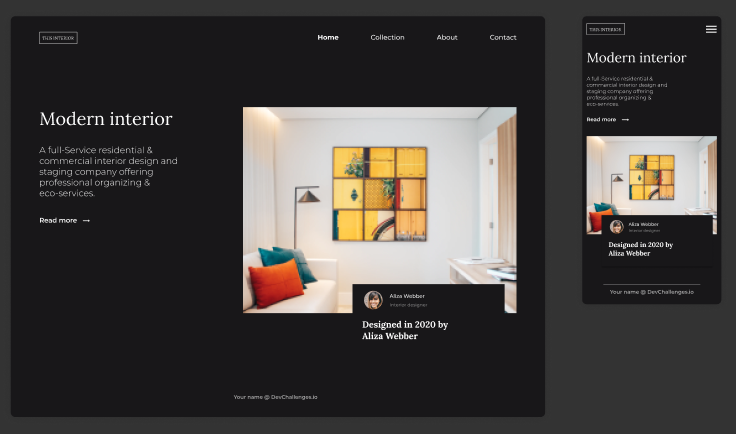 THIS INTERIOR
Home
Collection
About
Contact
Modern interior
A full-Service residential &
commercial interior design and
staging company offering
professional organizing &
eco-services.
Read more →
Aliza Webber
Interior designer
Designed in 2020 by
Aliza Webber
Your name @ DevChallenges.io
THIS INTERIOR
Modern interior
A full-Service residential &
commercial interior design and
staging company offering
professional organizing &
eco-services.
Read more →
Aliza Webber
Interior designer
Designed in 2020 by
Aliza Webber
Your name @ DevChallenges.io